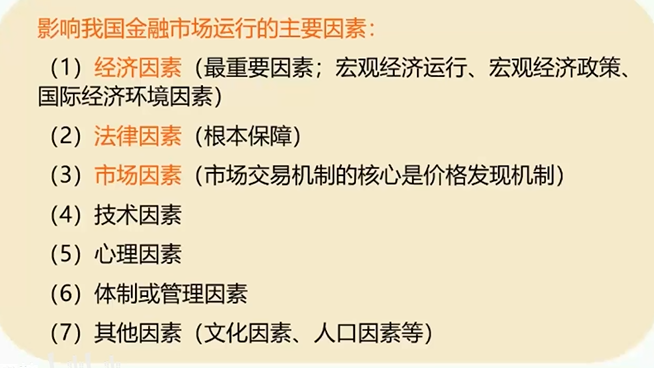 影响我国金融市场运行的主要因素：
（1）经济因素（最重要因素；宏观经济运行、宏观经济政策、
国际经济环境因素）
（2）法律因素（根本保障）
（3）市场因素（市场交易机制的核心是价格发现机制）
（4）技术因素
（5）心理因素
（6）体制或管理因素
（7）其他因素（文化因素、人口因素等）